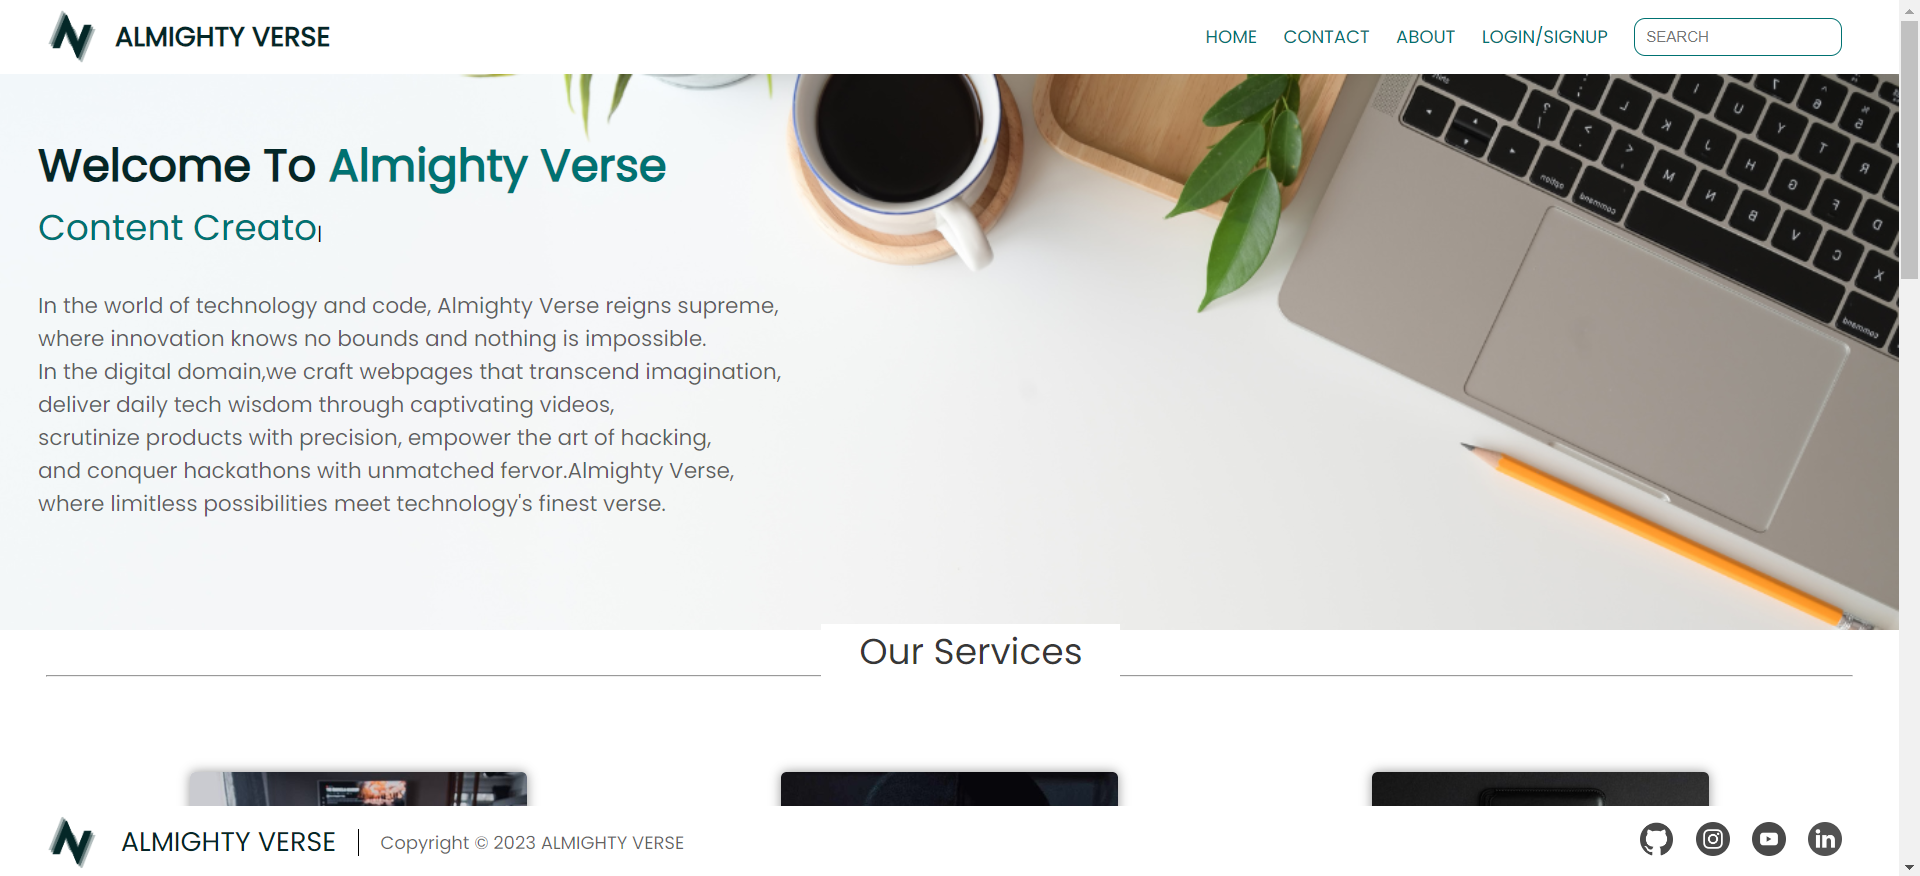 ALMIGHTY VERSE
HOME CONTACT ABOUT LOGIN/SIGNUP SEARCH
Welcome To Almighty Verse
Content Creato
In the world of technology and code, Almighty Verse reigns supreme,
where innovation knows no bounds and nothing is impossible.
In the digital domain,we craft webpages that transcend imagination,
deliver daily tech wisdom through captivating videos,
scrutinize products with precision, empower the art of hacking,
and conquer hackathons with unmatched fervor.Almighty Verse,
where limitless possibilities meet technology's finest verse.
Our Services
ALMIGHTY VERSE
Copyright © 2023 ALMIGHTY VERSE